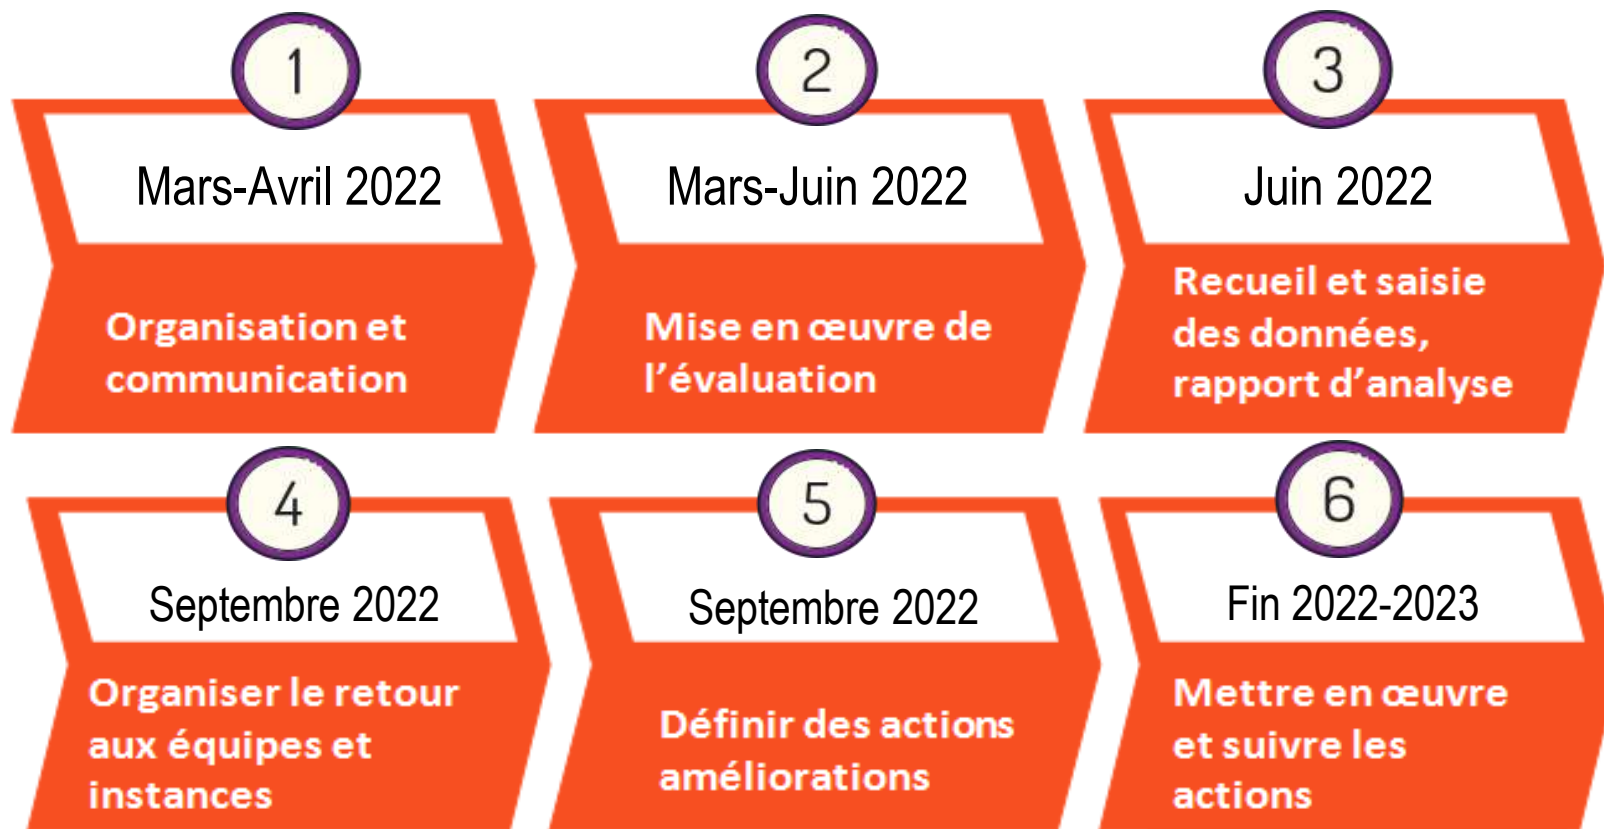 1
Mars-Avril 2022
Organisation et
communication
2
Mars-Juin 2022
Mise en œuvre de
l’évaluation
3
Juin 2022
Recueil et saisie
des données,
rapport d’analyse
4
Septembre 2022
Organiser le retour
aux équipes et
instances
5
Septembre 2022
Définir des actions
améliorations
6
Fin 2022-2023
Mettre en œuvre
et suivre les
actions